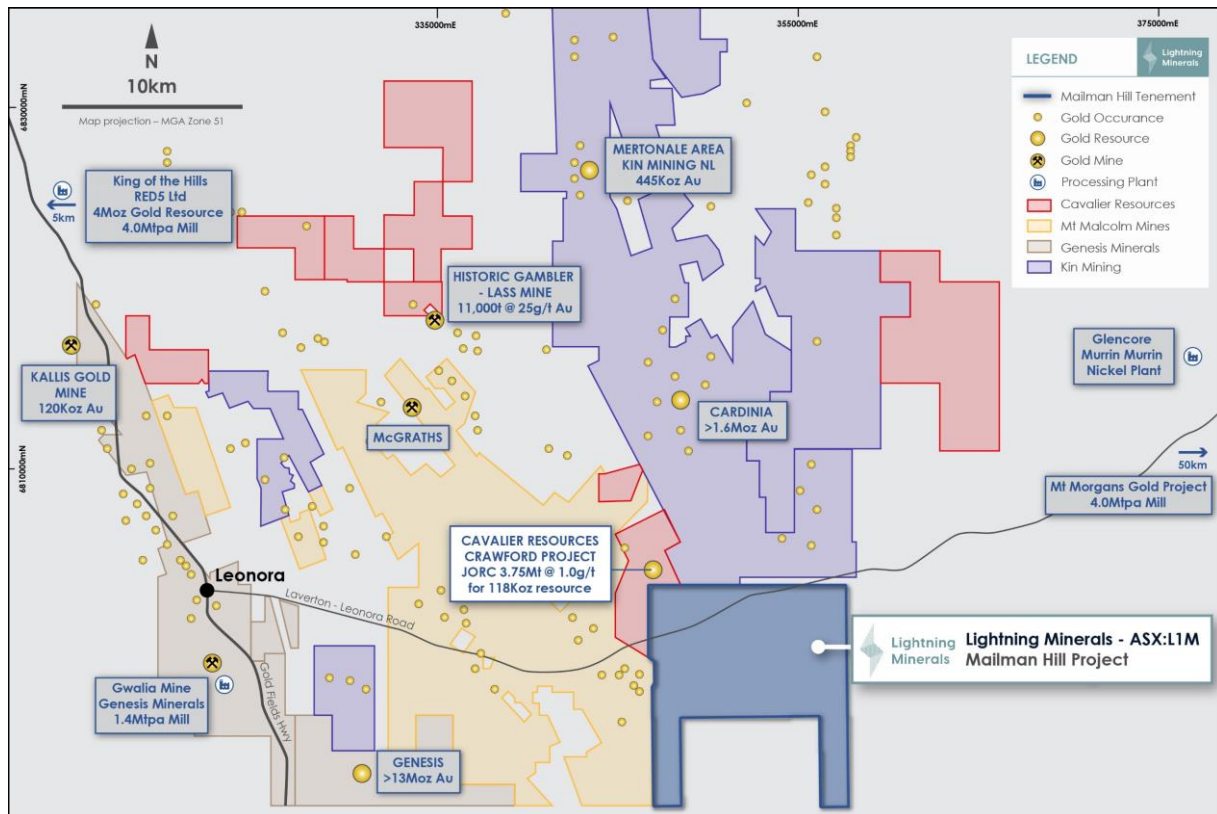 335000mE
355000mE
375000mE
6830000mN
6810000mN
N
10km
Map projection – MGA Zone 51
LEGEND
Lightning
Minerals
Mailman Hill Tenement
Gold Occurance
Gold Resource
Gold Mine
Processing Plant
Cavalier Resources
Mt Malcolm Mines
Genesis Minerals
Kin Mining
MERTONALE AREA
KIN MINING NL
445Koz Au
5km
King of the Hills
RED5 Ltd
4Moz Gold Resource
4.0Mtpa Mill
HISTORIC GAMBLER
- LASS MINE
11,000t @ 25g/t Au
Glencore
Murrin Murrin
Nickel Plant
KALLIS GOLD
MINE
120Koz Au
McGRATHS
CARDINIA
>1.6Moz Au
50km
Mt Morgans Gold Project
4.0Mtpa Mill
CAVALIER RESOURCES
CRAWFORD PROJECT
JORC 3.75Mt @ 1.0g/t
for 118Koz resource
Leonora
Laverton - Leonora Road
Lightning
Minerals
Lightning Minerals - ASX:L1M
Mailman Hill Project
Gold Fields Hwy
Gwalia Mine
Genesis Minerals
1.4Mtpa Mill
GENESIS
>13Moz Au